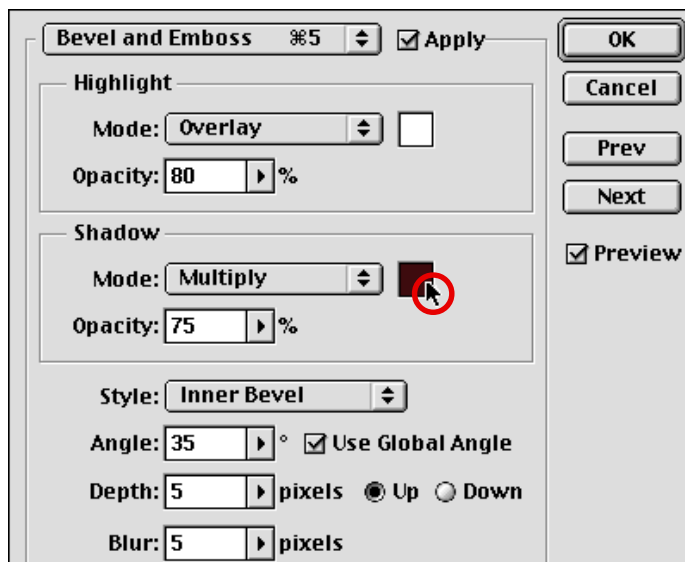 Bevel and Emboss ⌘5 Apply
OK
Cancel
Prev
Next
Preview
Highlight
Mode: Overlay
Opacity: 80 %
Shadow
Mode: Multiply
Opacity: 75 %
Style: Inner Bevel
Angle: 35 ° Use Global Angle
Depth: 5 pixels Up Down
Blur: 5 pixels